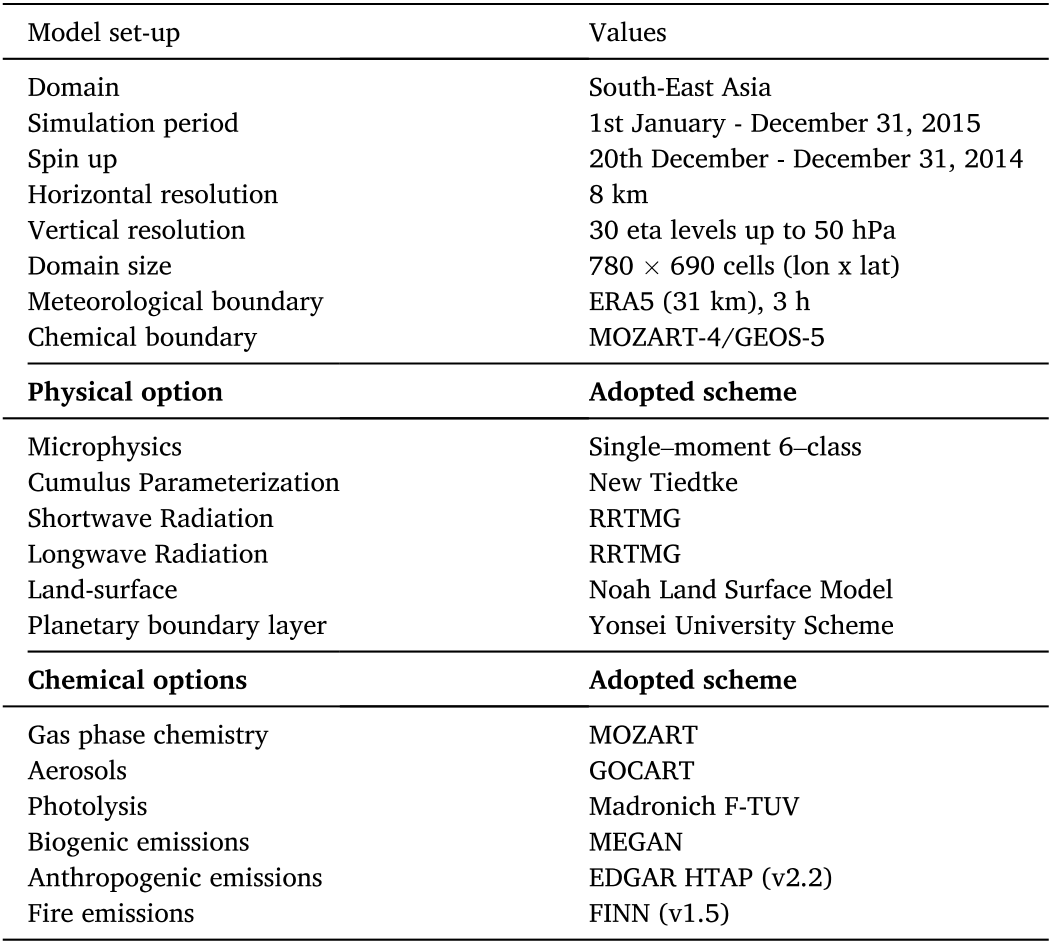 Model set-up Values
Domain South-East Asia
Simulation period 1st January - December 31, 2015
Spin up 20th December - December 31, 2014
Horizontal resolution 8 km
Vertical resolution 30 eta levels up to 50 hPa
Domain size 780 × 690 cells (lon x lat)
Meteorological boundary ERA5 (31 km), 3 h
Chemical boundary MOZART-4/GEOS-5
Physical option Adopted scheme
Microphysics Single–moment 6–class
Cumulus Parameterization New Tiedtke
Shortwave Radiation RRTMG
Longwave Radiation RRTMG
Land-surface Noah Land Surface Model
Planetary boundary layer Yonsei University Scheme
Chemical options Adopted scheme
Gas phase chemistry MOZART
Aerosols GOCART
Photolysis Madronich F-TUV
Biogenic emissions MEGAN
Anthropogenic emissions EDGAR HTAP (v2.2)
Fire emissions FINN (v1.5)